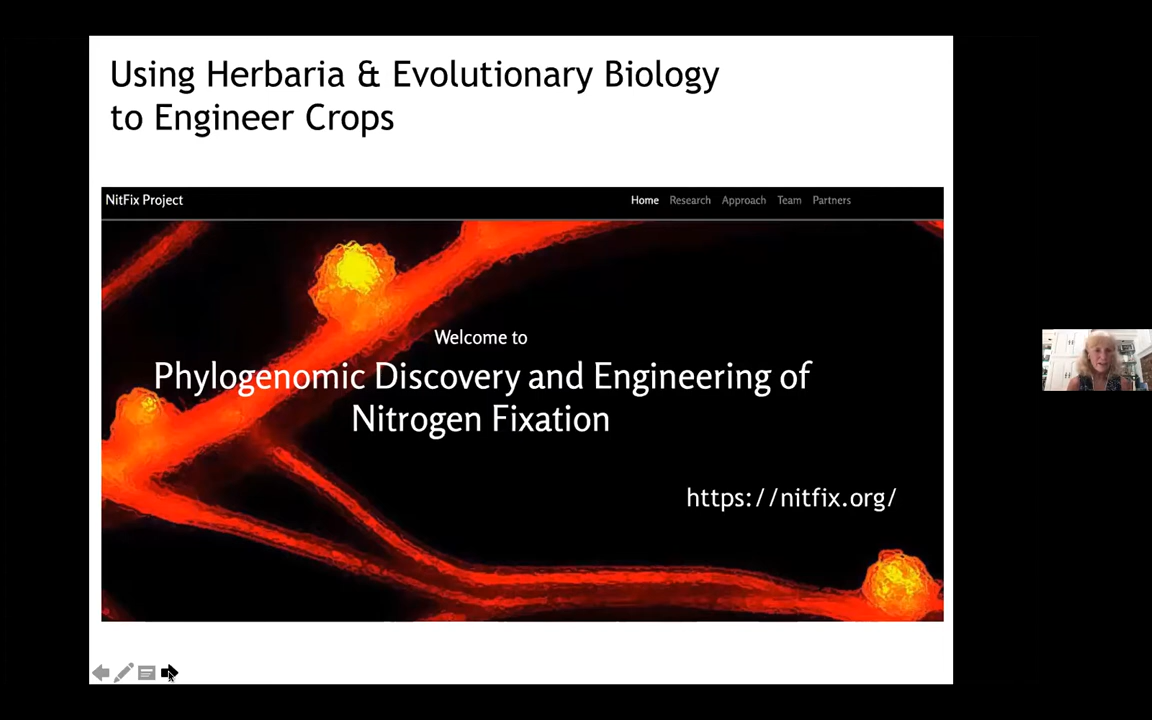 Using Herbaria & Evolutionary Biology
to Engineer Crops
NitFix Project
Home Research Approach Team Partners
Welcome to
Phylogenomic Discovery and Engineering of
Nitrogen Fixation
https://nitfix.org/